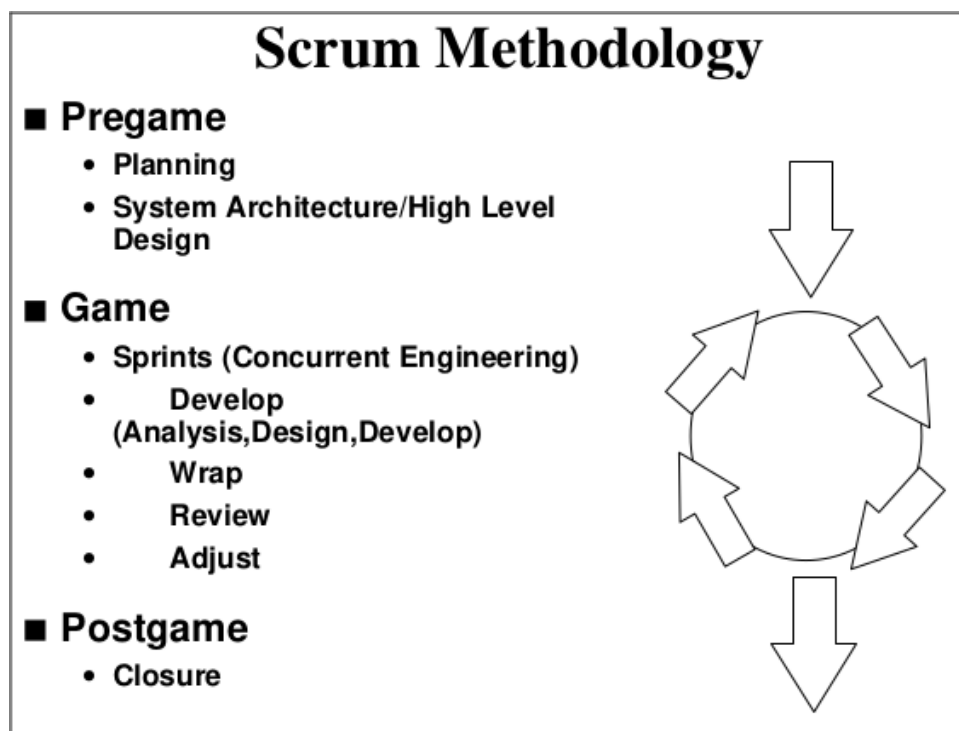 Scrum Methodology
■ Pregame
• Planning
• System Architecture/High Level
Design
■ Game
• Sprints (Concurrent Engineering)
• Develop
(Analysis,Design,Develop)
• Wrap
• Review
• Adjust
■ Postgame
• Closure